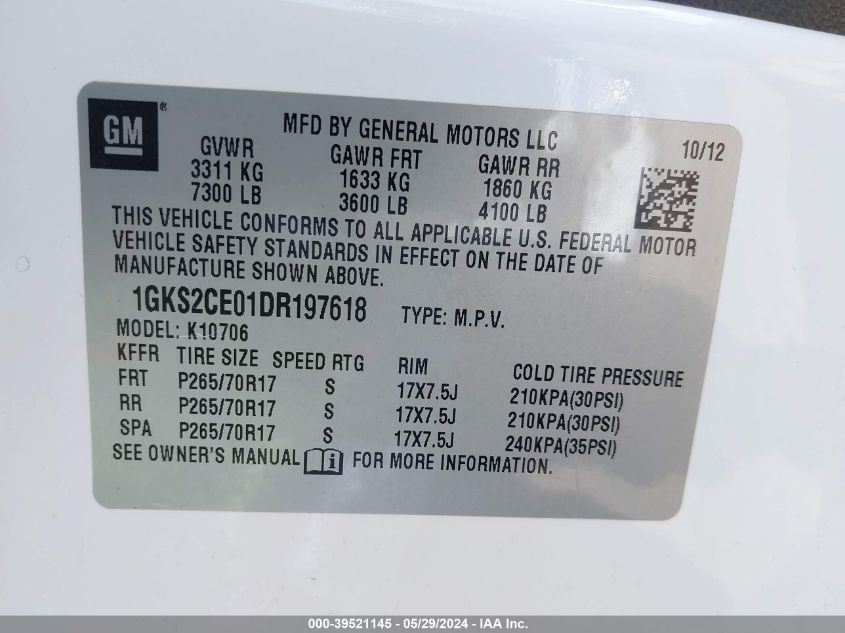 GM ®
MFD BY GENERAL MOTORS LLC 10/12
GVWR GAWR FRT GAWR RR
3311 KG 1633 KG 1860 KG
7300 LB 3600 LB 4100 LB
THIS VEHICLE CONFORMS TO ALL APPLICABLE U.S. FEDERAL MOTOR
VEHICLE SAFETY STANDARDS IN EFFECT ON THE DATE OF
MANUFACTURE SHOWN ABOVE.
1GKS2CE01DR197618 TYPE: M.P.V.
MODEL: K10706
KFFR TIRE SIZE SPEED RTG RIM COLD TIRE PRESSURE
FRT P265/70R17 S 17X7.5J 210KPA(30PSI)
RR P265/70R17 S 17X7.5J 210KPA(30PSI)
SPA P265/70R17 S 17X7.5J 240KPA(35PSI)
SEE OWNER'S MANUAL i FOR MORE INFORMATION.
000-39521145 / 05/29/2024 - IAA Inc.